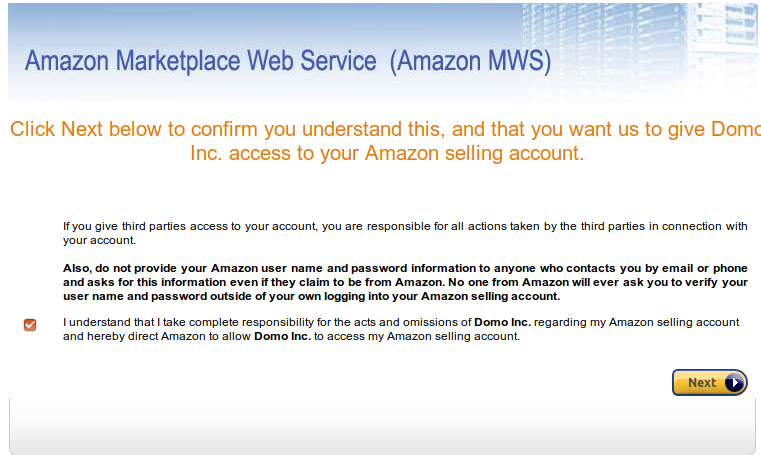 Amazon Marketplace Web Service (Amazon MWS)
Click Next below to confirm you understand this, and that you want us to give Domo
Inc. access to your Amazon selling account.
If you give third parties access to your account, you are responsible for all actions taken by the third parties in connection with
your account.
Also, do not provide your Amazon user name and password information to anyone who contacts you by email or phone
and asks for this information even if they claim to be from Amazon. No one from Amazon will ever ask you to verify your
user name and password outside of your own logging into your Amazon selling account.
I understand that I take complete responsibility for the acts and omissions of Domo Inc. regarding my Amazon selling account
and hereby direct Amazon to allow Domo Inc. to access my Amazon selling account.
Next